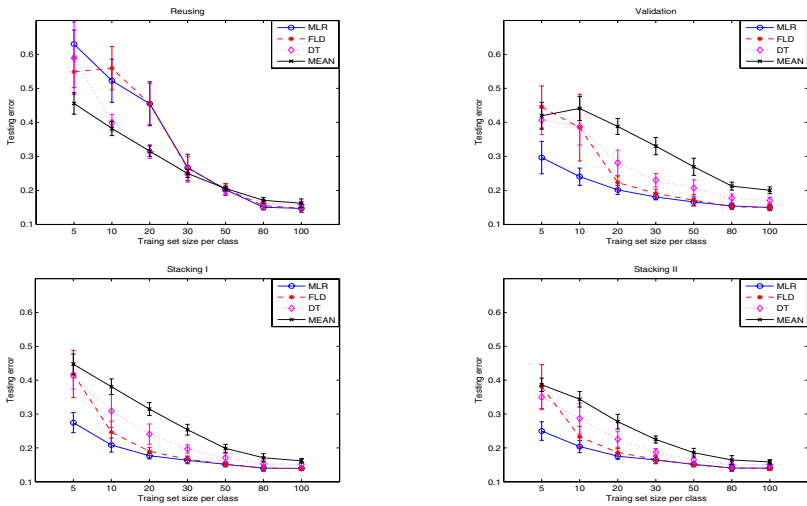 Reusing
MLR
FLD
DT
MEAN
0.6
0.5
0.4
0.3
0.2
0.1
Testing error
5 10 20 30 50 80 100
Traing set size per class
Validation
MLR
FLD
DT
MEAN
0.6
0.5
0.4
0.3
0.2
0.1
Testing error
5 10 20 30 50 80 100
Traing set size per class
Stacking I
MLR
FLD
DT
MEAN
0.6
0.5
0.4
0.3
0.2
0.1
Testing error
5 10 20 30 50 80 100
Traing set size per class
Stacking II
MLR
FLD
DT
MEAN
0.6
0.5
0.4
0.3
0.2
0.1
Testing error
5 10 20 30 50 80 100
Traing set size per class